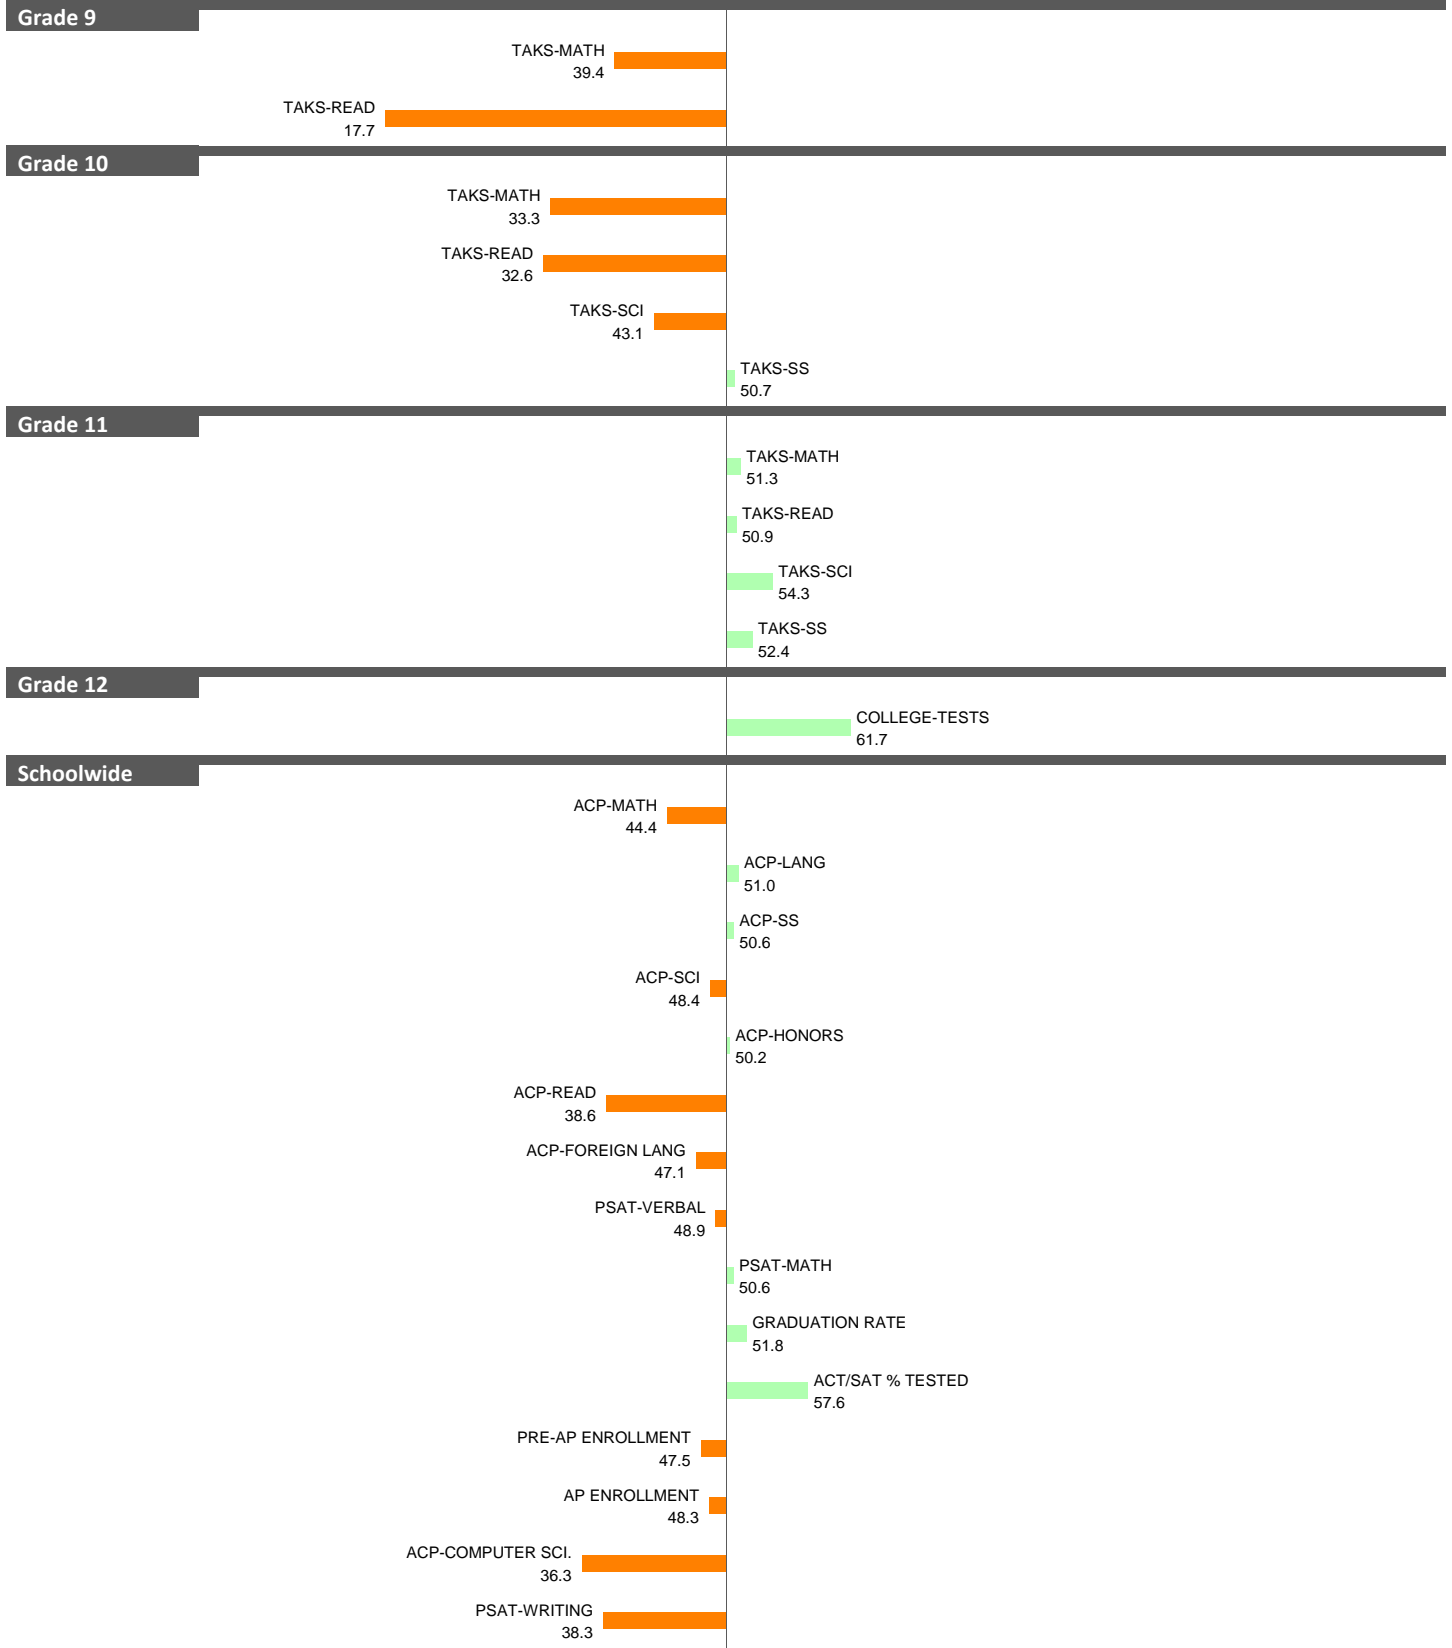 Grade 9
TAKS-MATH
39.4
TAKS-READ
17.7
Grade 10
TAKS-MATH
33.3
TAKS-READ
32.6
TAKS-SCI
43.1
TAKS-SS
50.7
Grade 11
TAKS-MATH
51.3
TAKS-READ
50.9
TAKS-SCI
54.3
TAKS-SS
52.4
Grade 12
COLLEGE-TESTS
61.7
Schoolwide
ACP-MATH
44.4
ACP-LANG
51.0
ACP-SS
50.6
ACP-SCI
48.4
ACP-HONORS
50.2
ACP-READ
38.6
ACP-FOREIGN LANG
47.1
PSAT-VERBAL
48.9
PSAT-MATH
50.6
GRADUATION RATE
51.8
ACT/SAT % TESTED
57.6
PRE-AP ENROLLMENT
47.5
AP ENROLLMENT
48.3
ACP-COMPUTER SCI.
36.3
PSAT-WRITING
38.3